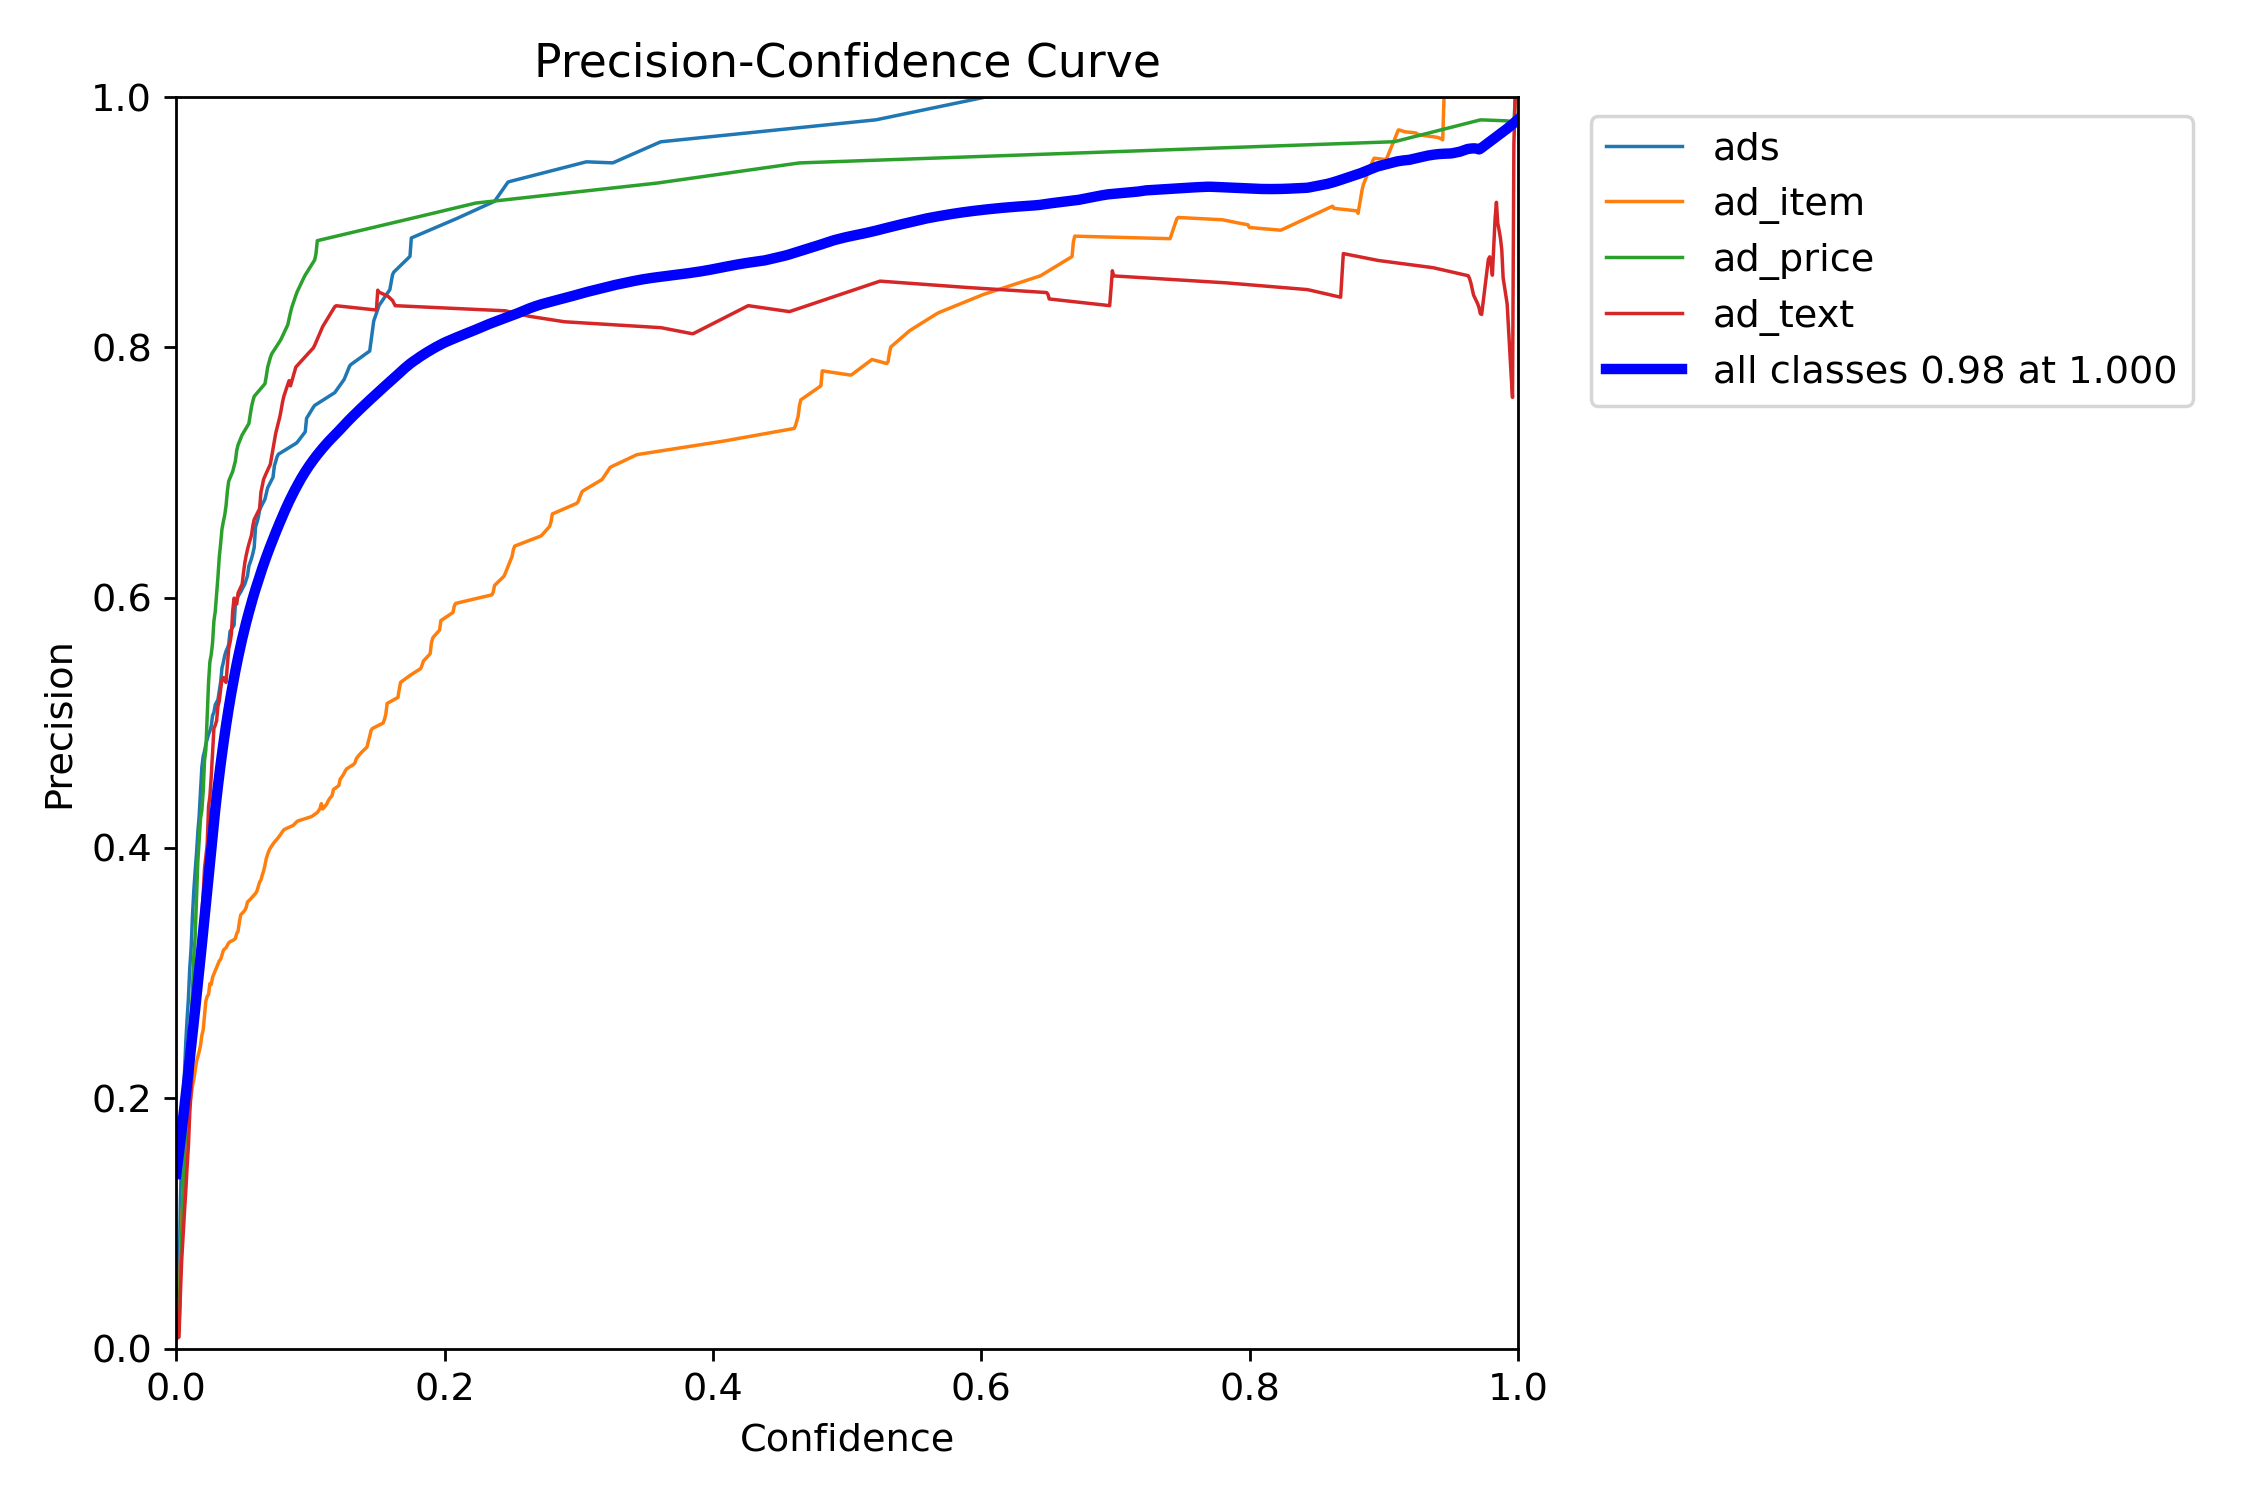 Precision-Confidence Curve
1.0
0.8
0.6
0.4
0.2
0.0
Precision
0.0 0.2 0.4 0.6 0.8 1.0
Confidence
ads
ad_item
ad_price
ad_text
all classes 0.98 at 1.000